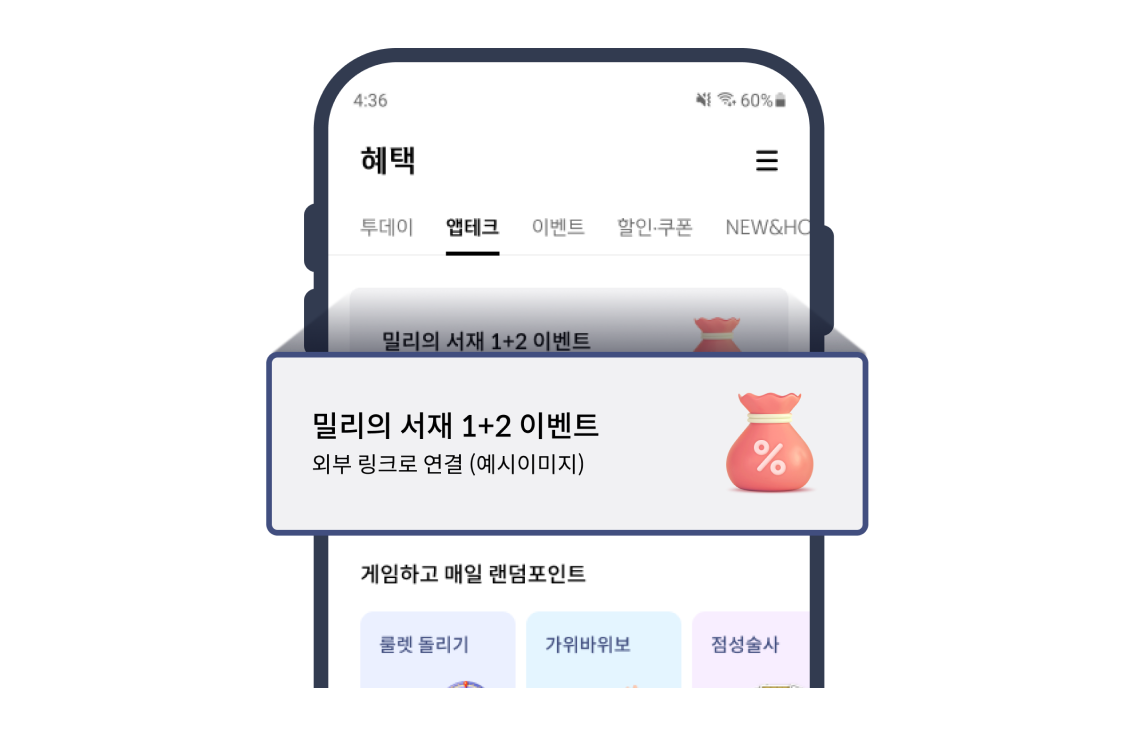 4:36 60%
혜택
투데이 앱테크 이벤트 할인·쿠폰 NEW&HO
밀리의 서재 1+2 이벤트
밀리의 서재 1+2 이벤트
외부 링크로 연결 (예시이미지)
%
게임하고 매일 랜덤포인트
룰렛 돌리기 가위바위보 점성술사